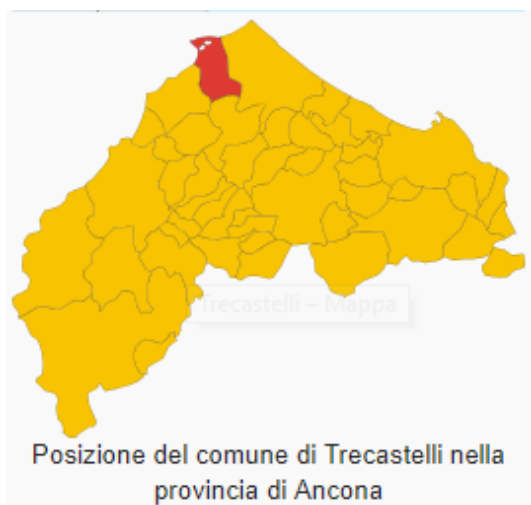 Trecastelli – Mappa
Posizione del comune di Trecastelli nella
provincia di Ancona